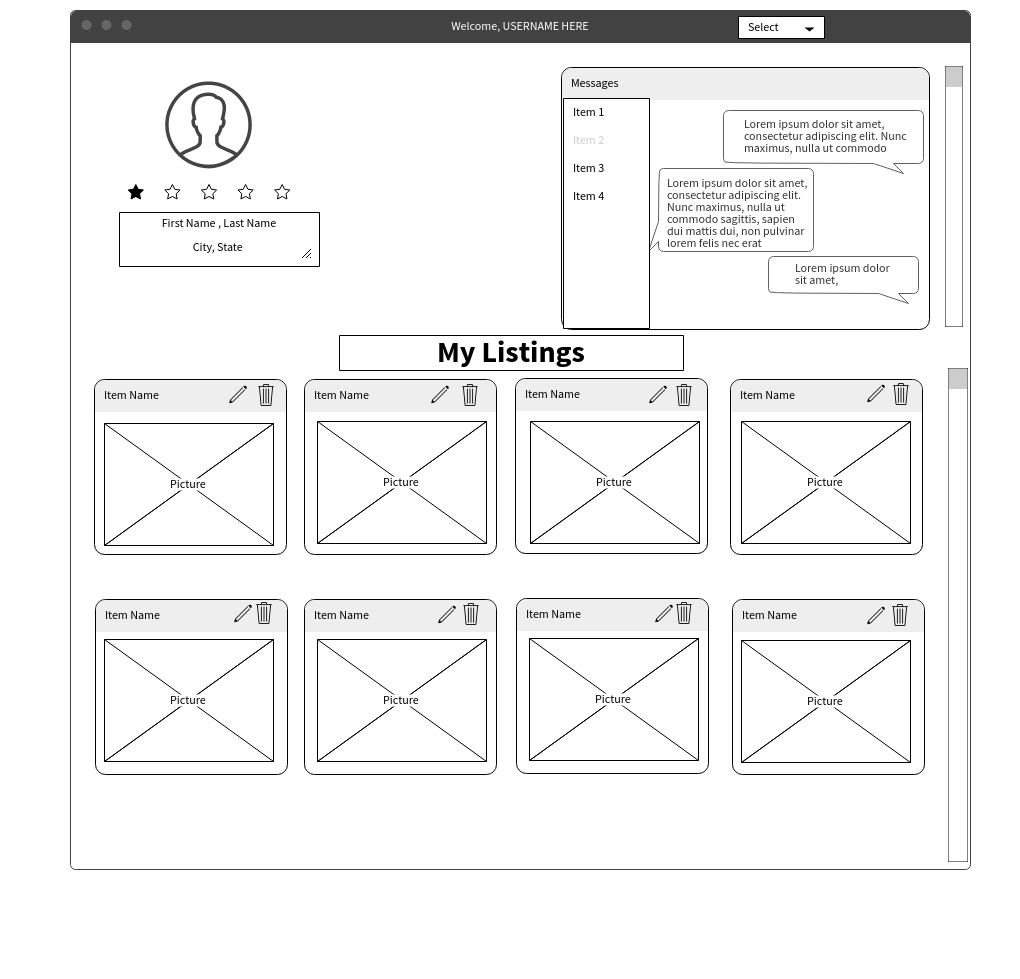 Welcome, USERNAME HERE
Select
Messages
Item 1
Item 2
Item 3
Item 4
Lorem ipsum dolor sit amet,
consectetur adipiscing elit. Nunc
maximus, nulla ut commodo
Lorem ipsum dolor sit amet,
consectetur adipiscing elit.
Nunc maximus, nulla ut
commodo sagittis, sapien
dui mattis dui, non pulvinar
lorem felis nec erat
Lorem ipsum dolor
sit amet,
First Name , Last Name
City, State
My Listings
Item Name
Item Name
Item Name
Item Name
Picture
Picture
Picture
Picture
Item Name
Item Name
Item Name
Item Name
Picture
Picture
Picture
Picture